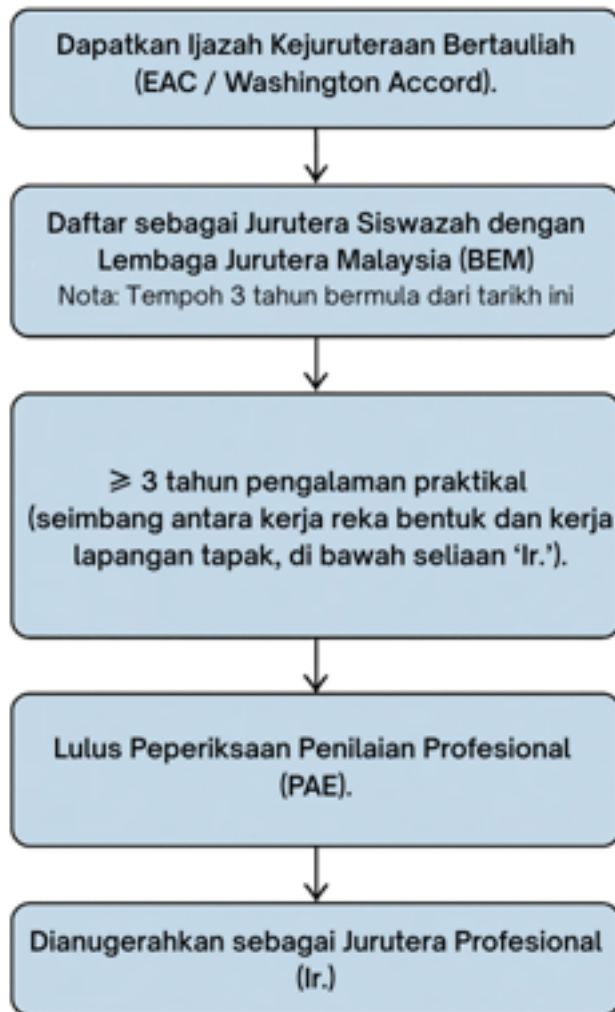 Dapatkan Ijazah Kejuruteraan Bertauliah
(EAC / Washington Accord).
Daftar sebagai Jurutera Siswazah dengan
Lembaga Jurutera Malaysia (BEM)
Nota: Tempoh 3 tahun bermula dari tarikh ini
⩾ 3 tahun pengalaman praktikal
(seimbang antara kerja reka bentuk dan kerja
lapangan tapak, di bawah seliaan ‘Ir.’).
Lulus Peperiksaan Penilaian Profesional
(PAE).
Dianugerahkan sebagai Jurutera Profesional
(Ir.)